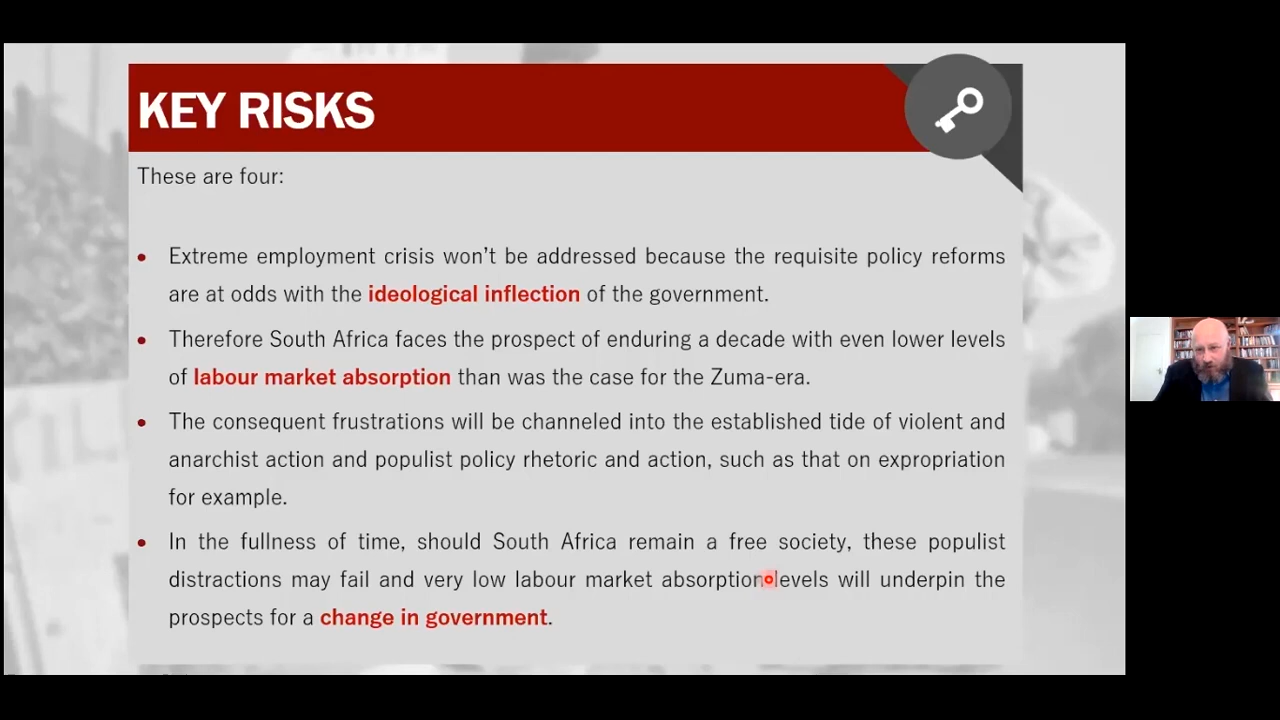 KEY RISKS
These are four:
Extreme employment crisis won't be addressed because the requisite policy reforms
are at odds with the ideological inflection of the government.
Therefore South Africa faces the prospect of enduring a decade with even lower levels
of labour market absorption than was the case for the Zuma-era.
The consequent frustrations will be channeled into the established tide of violent and
anarchist action and populist policy rhetoric and action, such as that on expropriation
for example.
In the fullness of time, should South Africa remain a free society, these populist
distractions may fail and very low labour market absorption levels will underpin the
prospects for a change in government.